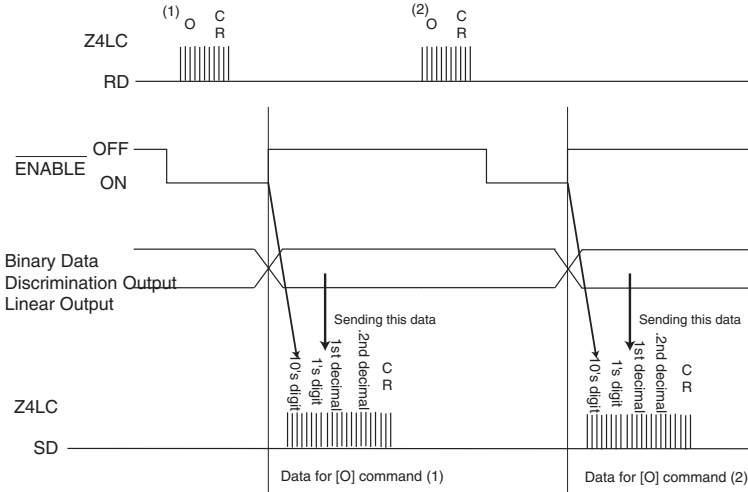 (1)
O
C
R
(2)
O
C
R
Z4LC
RD
OFF
ENABLE
ON
Binary Data
Discrimination Output
Linear Output
Sending this data
10's digit
1's digit
1st decimal
.2nd decimal
C
R
Sending this data
10's digit
1's digit
1st decimal
.2nd decimal
C
R
Z4LC
SD
Data for [O] command (1)
Data for [O] command (2)